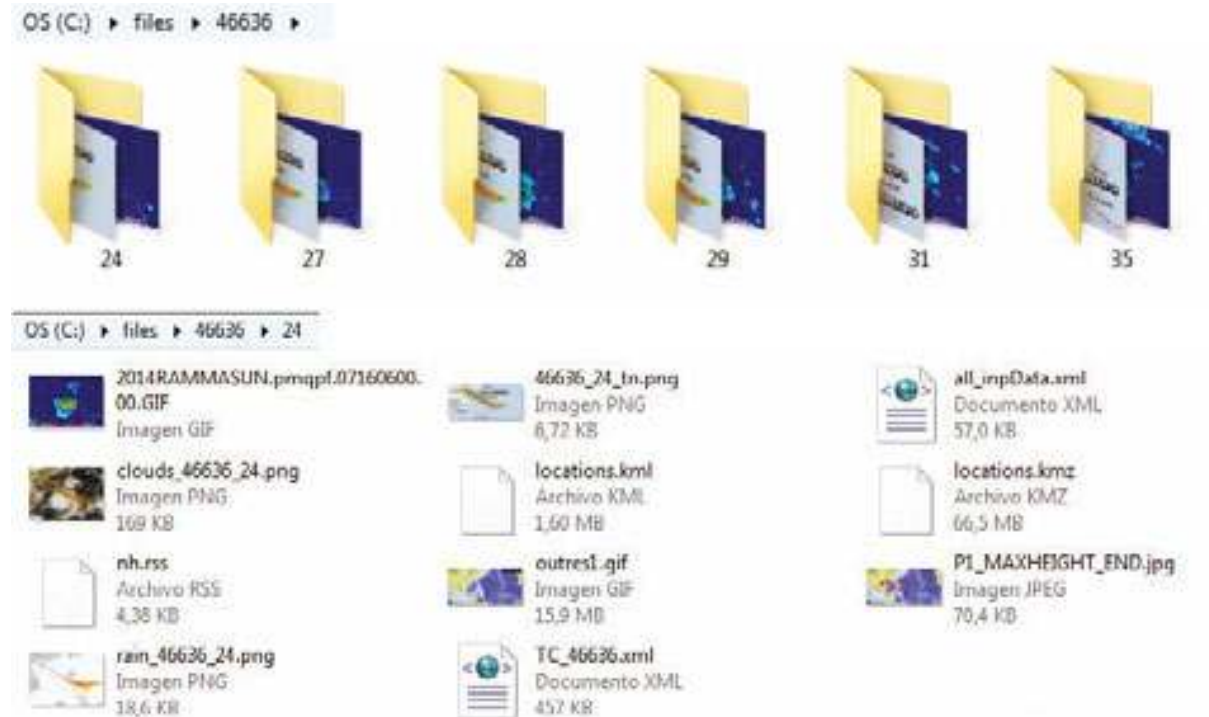 OS (C:) ▸ files ▸ 46636 ▸
24 27 28 29 31 35
OS (C:) ▸ files ▸ 46636 ▸ 24
2014RAMMASUN.pmqpf.07160600.
00.GIF
Imagen GIF
46636_24_tn.png
Imagen PNG
6,72 KB
all_inpData.xml
Documento XML
57,0 KB
clouds_46636_24.png
Imagen PNG
169 KB
locations.kml
Archivo KML
1,60 MB
locations.kmz
Archivo KMZ
66,5 MB
nh.rss
Archivo RSS
4,38 KB
outres1.gif
Imagen GIF
15,9 MB
P1_MAXHEIGHT_END.jpg
Imagen JPEG
70,4 KB
rain_46636_24.png
Imagen PNG
18,6 KB
TC_46636.xml
Documento XML
457 KB